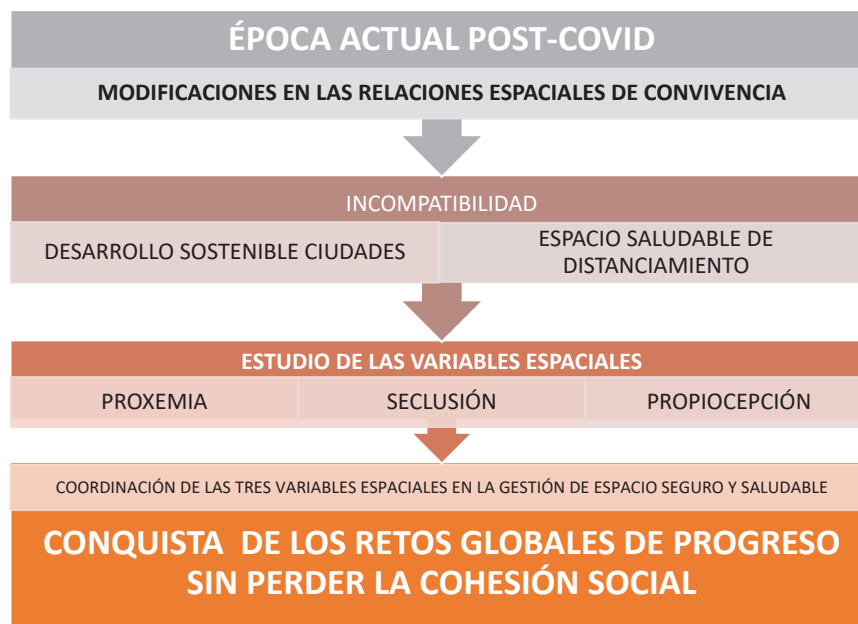 ÉPOCA ACTUAL POST-COVID
MODIFICACIONES EN LAS RELACIONES ESPACIALES DE CONVIVENCIA
INCOMPATIBILIDAD
DESARROLLO SOSTENIBLE CIUDADES
ESPACIO SALUDABLE DE
DISTANCIAMIENTO
ESTUDIO DE LAS VARIABLES ESPACIALES
PROXEMIA
SECLUSIÓN
PROPIOCEPCIÓN
COORDINACIÓN DE LAS TRES VARIABLES ESPACIALES EN LA GESTIÓN DE ESPACIO SEGURO Y SALUDABLE
CONQUISTA DE LOS RETOS GLOBALES DE PROGRESO
SIN PERDER LA COHESIÓN SOCIAL